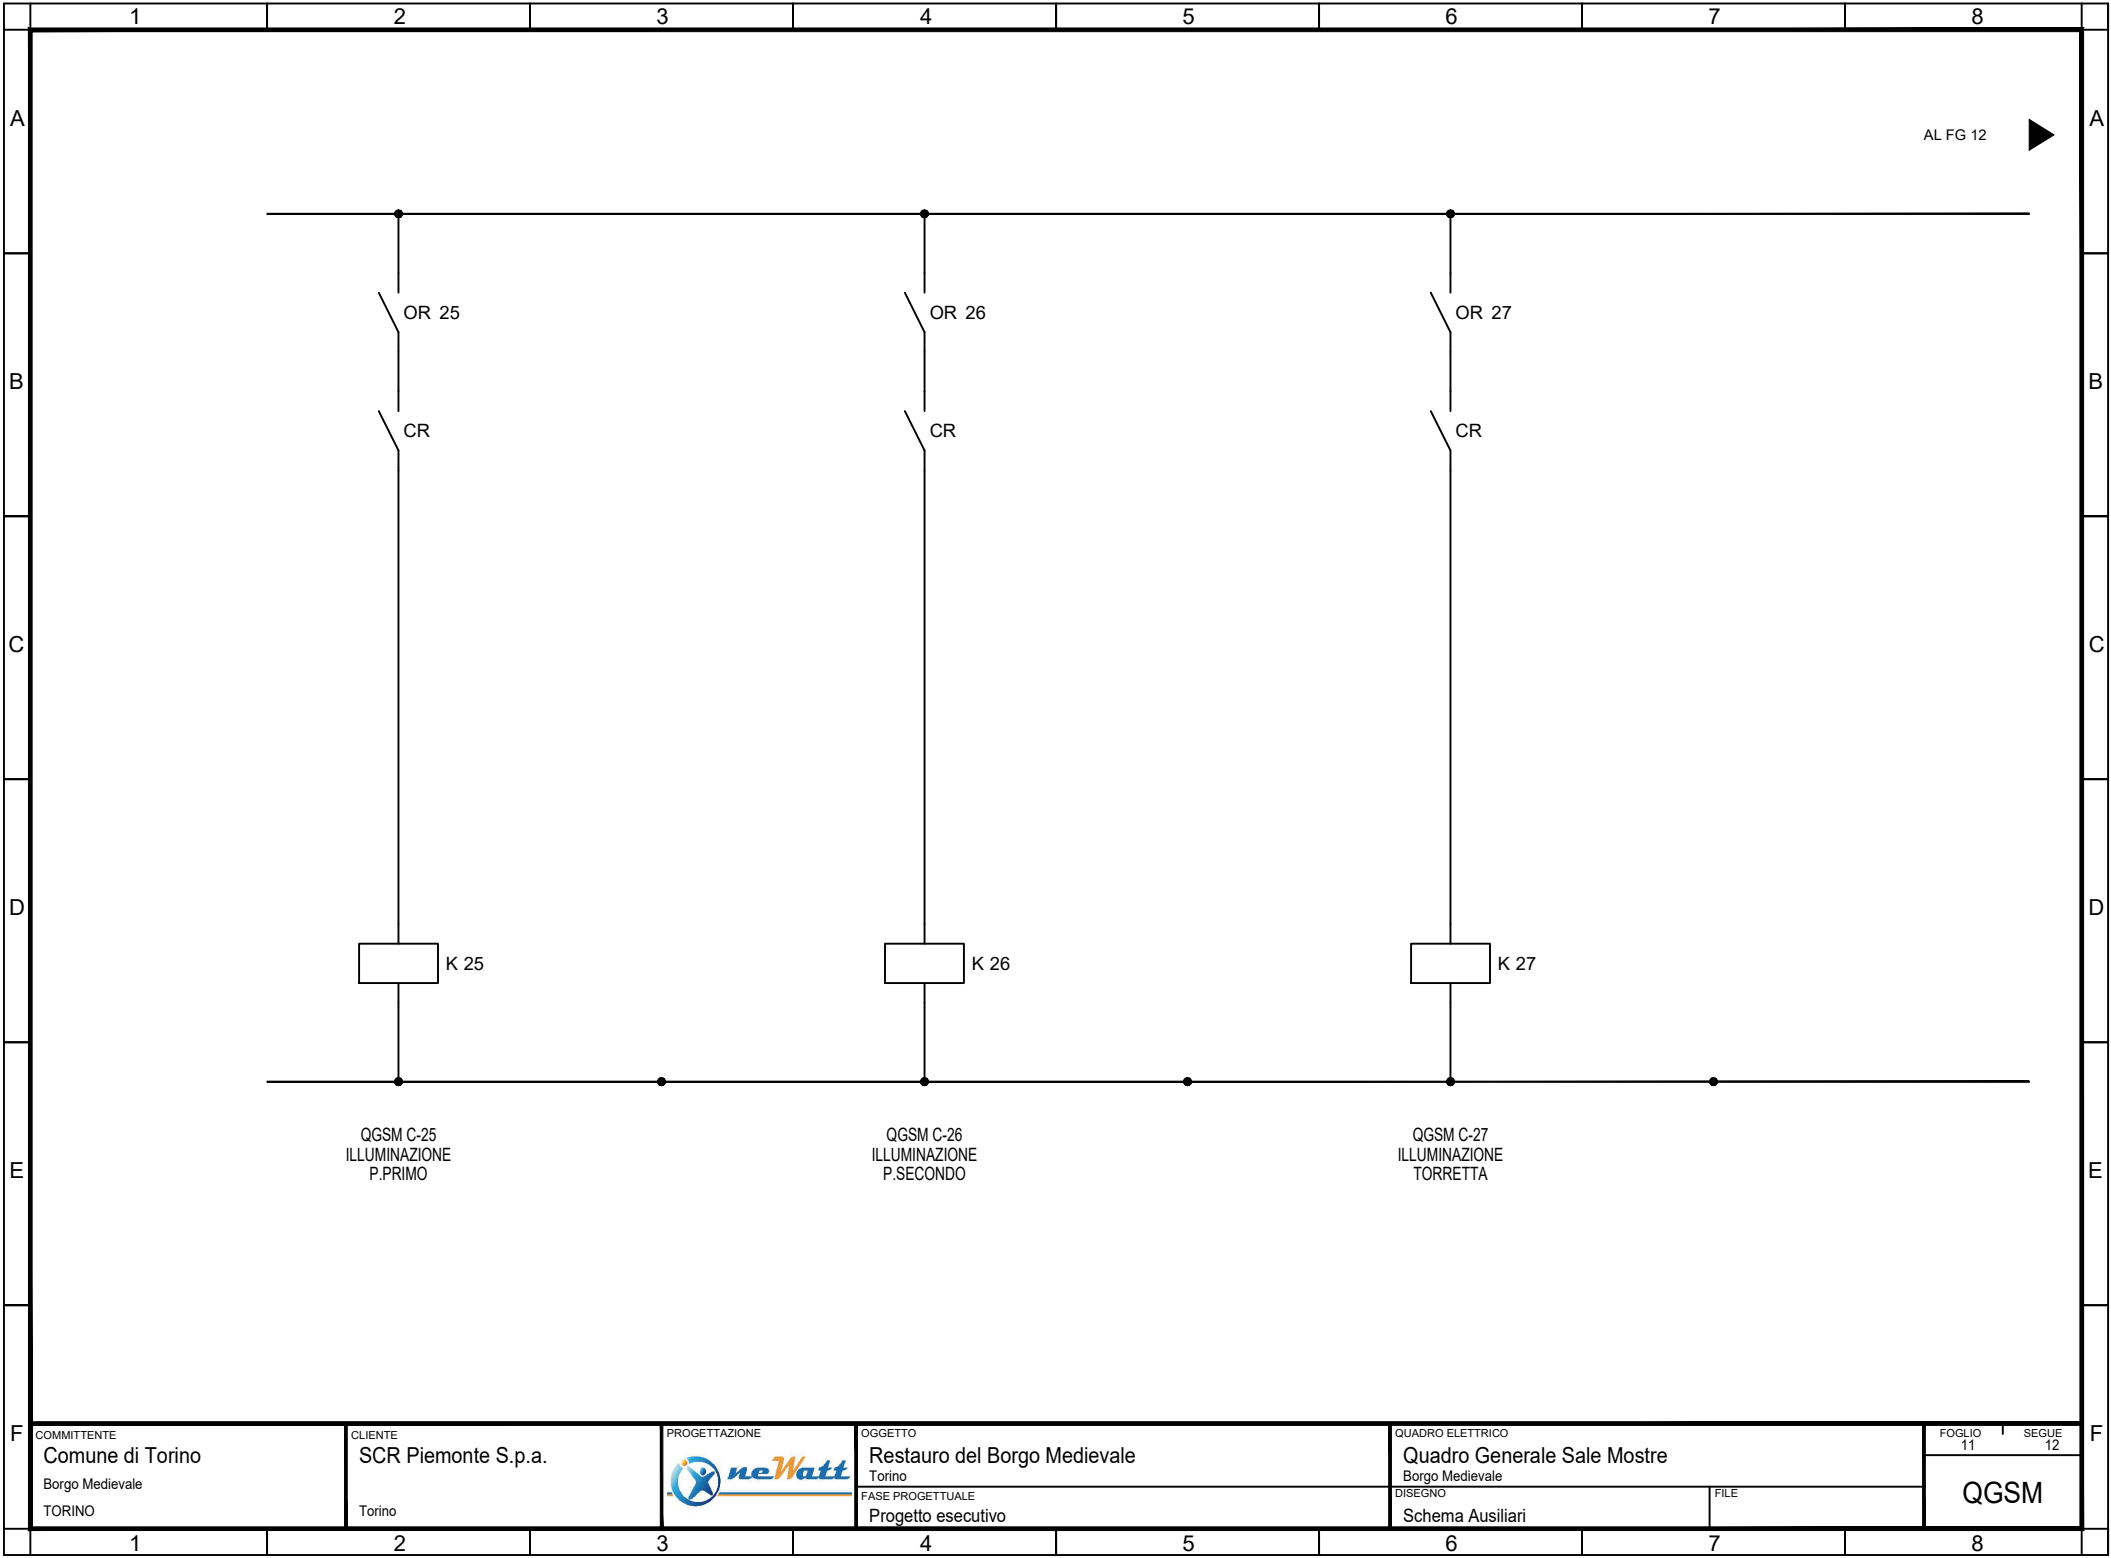 1 2 3 4 5 6 7 8
A A
AL FG 12
B B
OR 25 OR 26 OR 27
CR CR CR
C C
D D
K 25 K 26 K 27
E E
QGSM C-25
ILLUMINAZIONE
P.PRIMO
QGSM C-26
ILLUMINAZIONE
P.SECONDO
QGSM C-27
ILLUMINAZIONE
TORRETTA
F F
COMMITTENTE
Comune di Torino
Borgo Medievale
TORINO
CLIENTE
SCR Piemonte S.p.a.
Torino
PROGETTAZIONE
neWatt
OGGETTO
Restauro del Borgo Medievale
Torino
FASE PROGETTUALE
Progetto esecutivo
QUADRO ELETTRICO
Quadro Generale Sale Mostre
Borgo Medievale
DISEGNO
Schema Ausiliari
FILE
FOGLIO SEGUE
11 12
QGSM
1 2 3 4 5 6 7 8